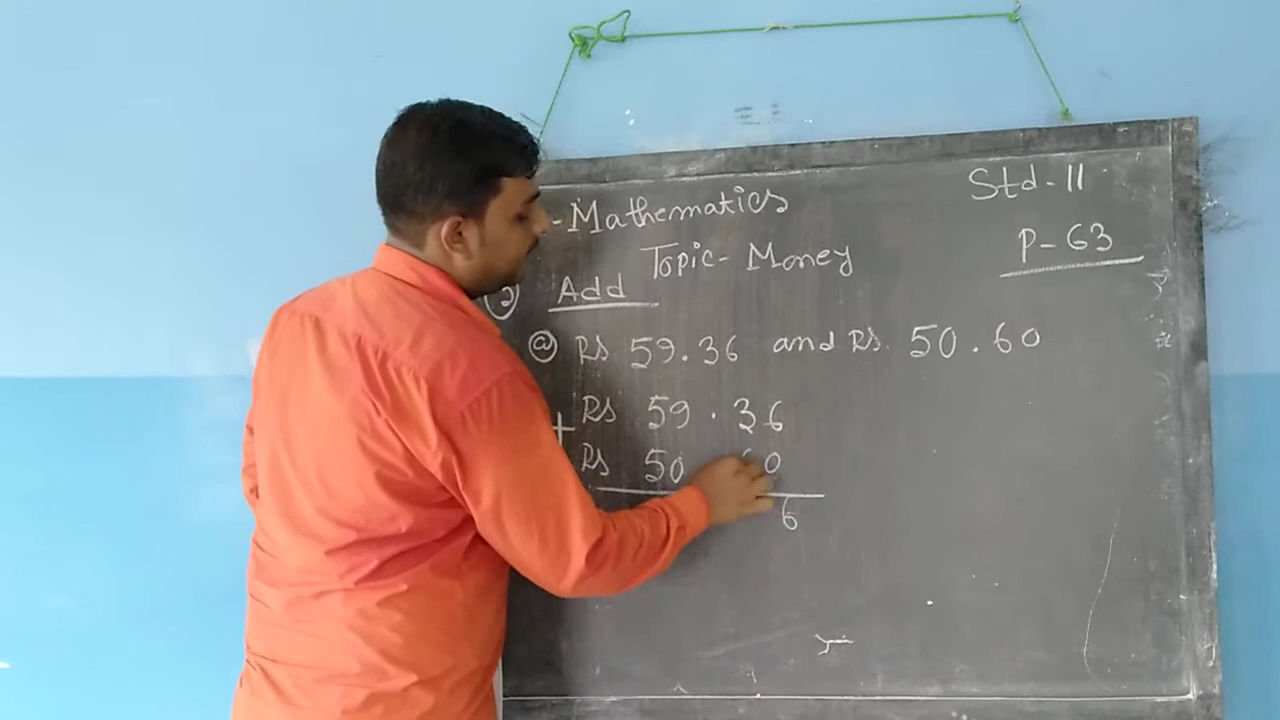 -Mathematics
Std-11
Topic- Money
P-63
2 Add
ⓐ Rs 59.36 and Rs. 50.60
Rs 59.36
+
Rs 50 60
6